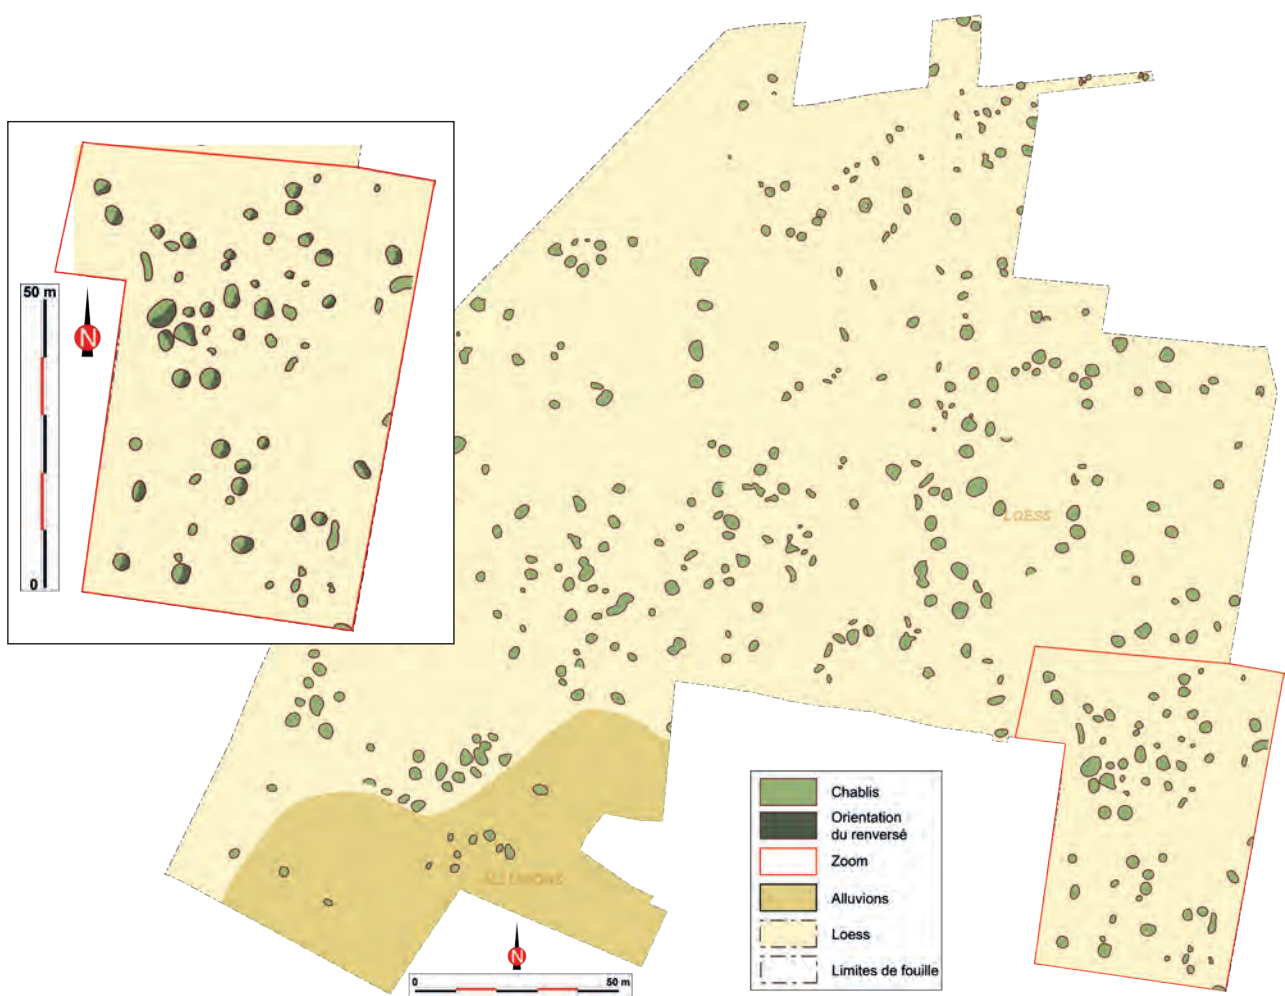 50 m
N
0
LOESS
ALLUVIONS
N
0 50 m
Chablis
Orientation
du renversé
Zoom
Alluvions
Loess
Limites de fouille